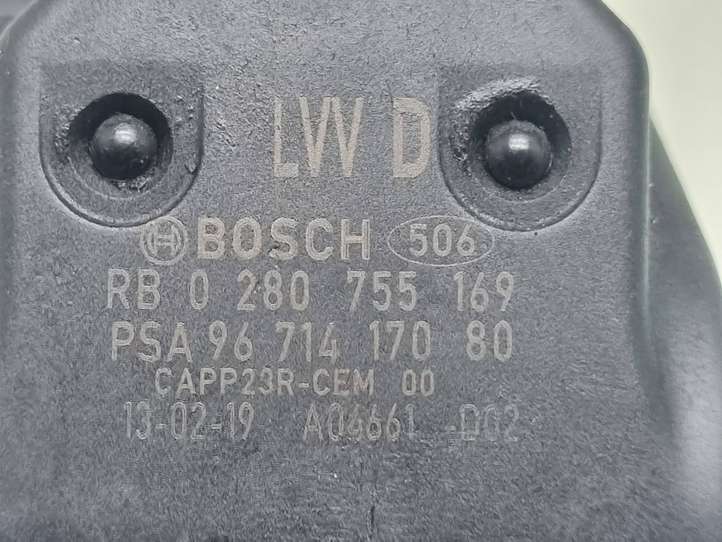 LW D
BOSCH 506
RB 0 280 755 169
PSA 96 714 170 80
CAPP23R-CEM 00
13-02-19 A04661 -D02